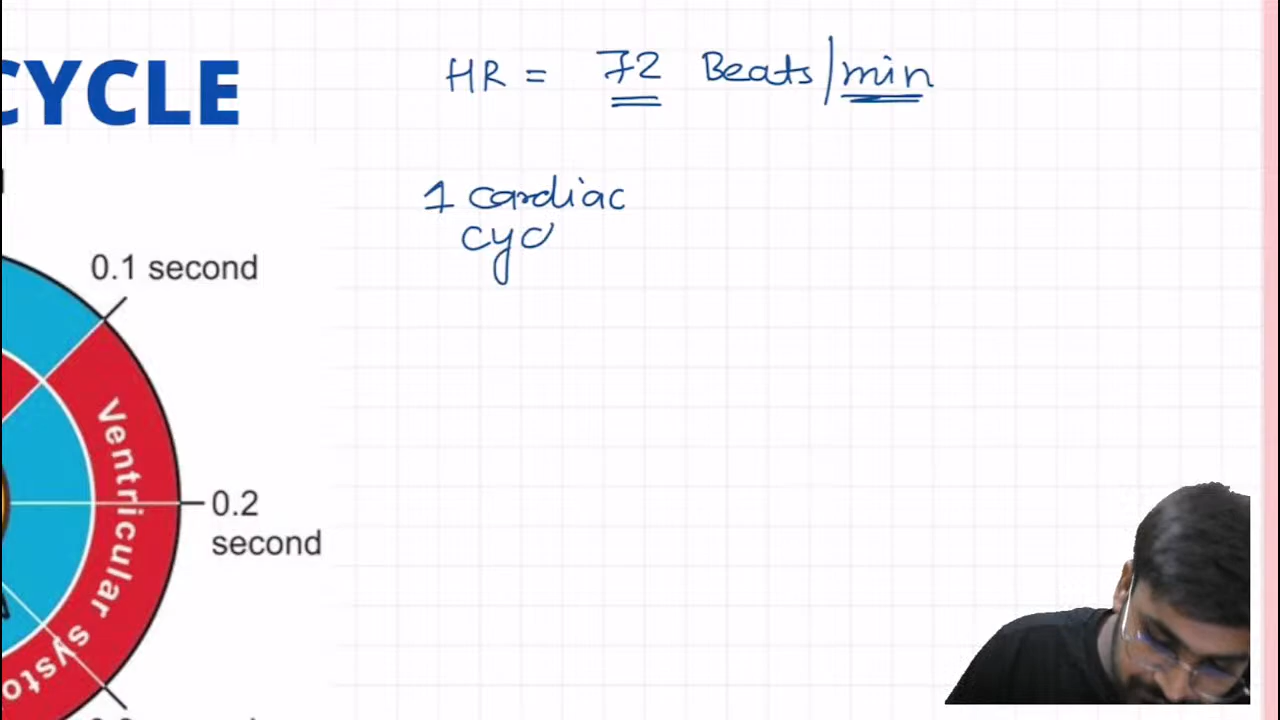 HR = 72 Beats/min
CYCLE
1 cardiac
cyc
0.1 second
Ventricular systo
0.2
second